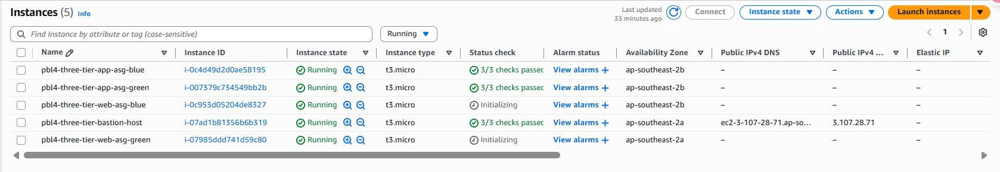 Instances (5) Info
Last updated
33 minutes ago
Connect
Instance state
Actions
Launch instances
Find Instance by attribute or tag (case-sensitive)
Running
1
Name Instance ID Instance state Instance type Status check Alarm status Availability Zone Public IPv4 DNS Public IPv4 ... Elastic IP
pbl4-three-tier-app-asg-blue i-0c4d49d2d0ae58195 Running t3.micro 3/3 checks passec View alarms + ap-southeast-2b – – –
pbl4-three-tier-app-asg-green i-007379c734549bb2b Running t3.micro 3/3 checks passec View alarms + ap-southeast-2b – – –
pbl4-three-tier-web-asg-blue i-0c953d05204de8327 Running t3.micro Initializing View alarms + ap-southeast-2b – – –
pbl4-three-tier-bastion-host i-07ad1b81356b6b319 Running t3.micro 3/3 checks passec View alarms + ap-southeast-2a ec2-3-107-28-71.ap-so... 3.107.28.71 –
pbl4-three-tier-web-asg-green i-07985ddd741d59c80 Running t3.micro Initializing View alarms + ap-southeast-2a – – –